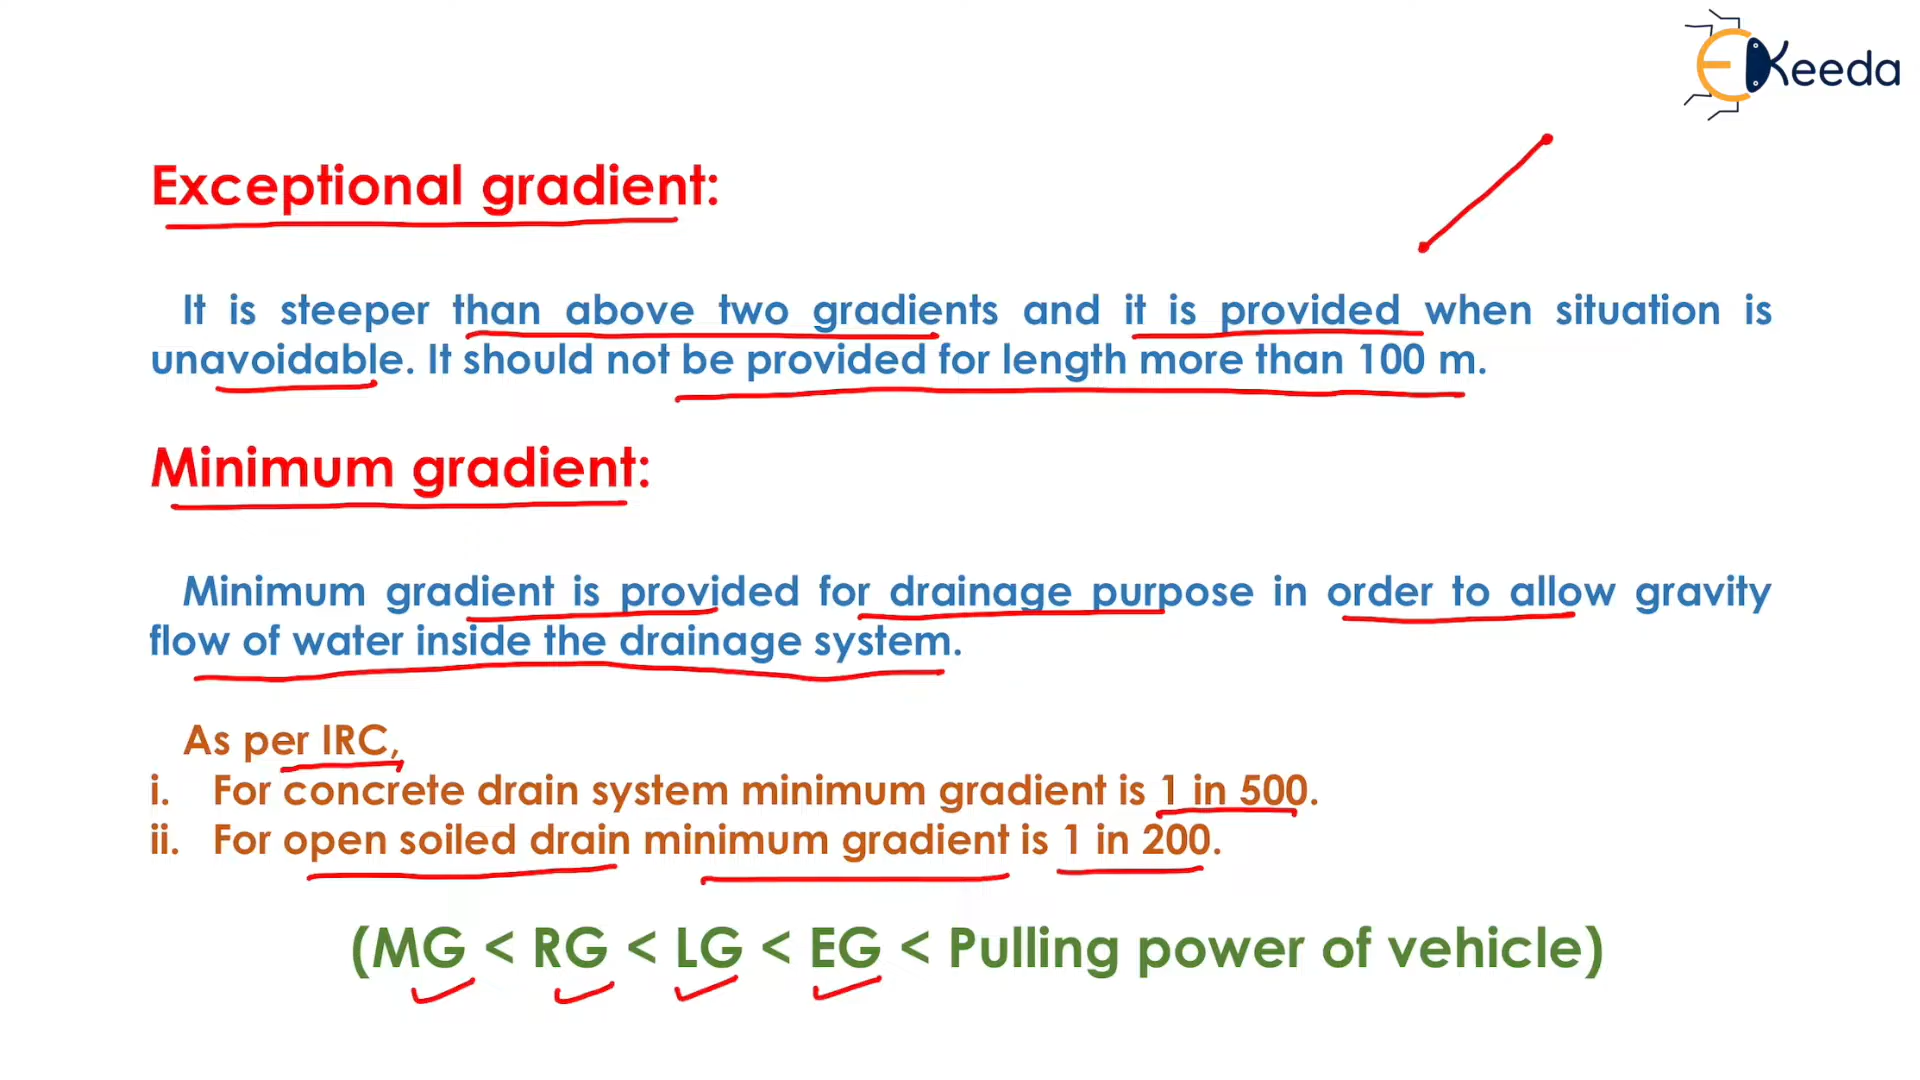 EKeeda
Exceptional gradient:
It is steeper than above two gradients and it is provided when situation is
unavoidable. It should not be provided for length more than 100 m.
Minimum gradient:
Minimum gradient is provided for drainage purpose in order to allow gravity
flow of water inside the drainage system.
As per IRC,
i. For concrete drain system minimum gradient is 1 in 500.
ii. For open soiled drain minimum gradient is 1 in 200.
(MG < RG < LG < EG < Pulling power of vehicle)